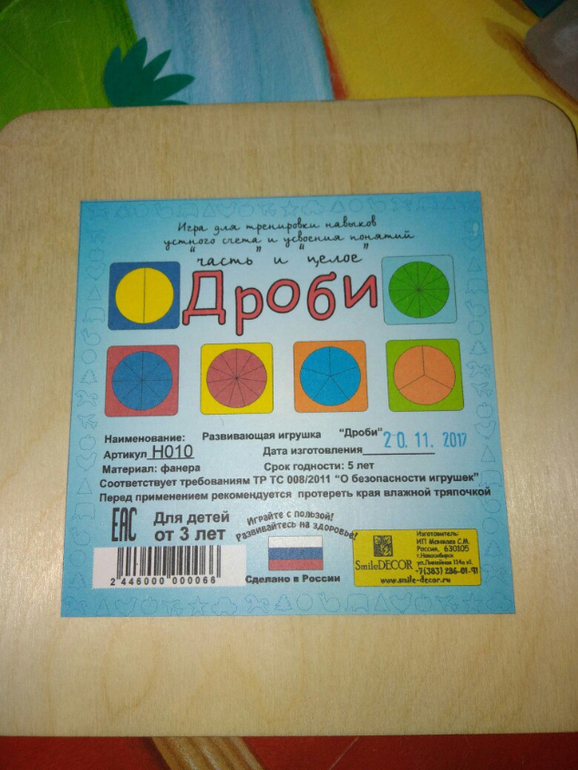 Игра для тренировки навыков
устного счета и усвоения понятий
"часть" и "целое"
Дроби
Наименование: Развивающая игрушка "Дроби"
Артикул Н010 Дата изготовления 20.11.2017
Материал: фанера Срок годности: 5 лет
Соответствует требованиям ТР ТС 008/2011 "О безопасности игрушек"
Перед применением рекомендуется протереть края влажной тряпочкой
ЕАС
Для детей
от 3 лет
2 446000 000066
Играйте с пользой!
Развивайтесь на здоровье!
Сделано в России
SmileDECOR
Изготовитель:
Россия, 630105
г.Новосибирск
+7(383) 286-01-91
www.smile-decor.ru